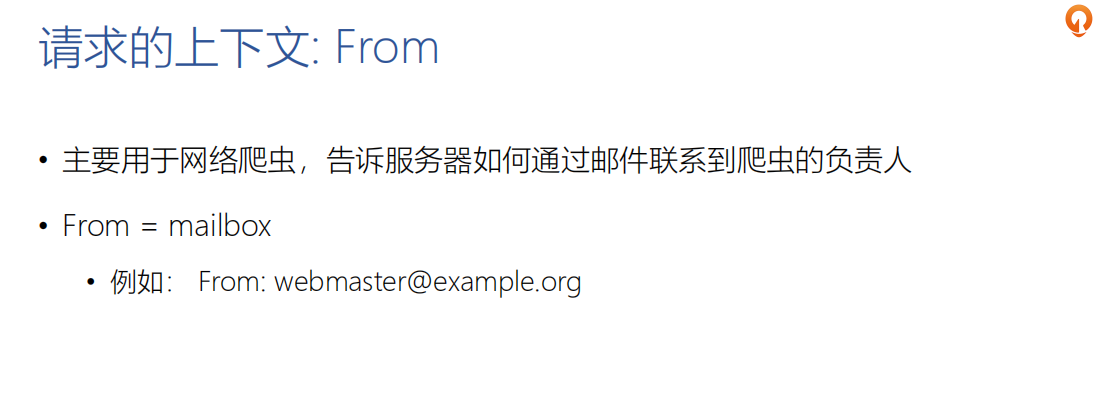 请求的上下文: From
• 主要用于网络爬虫，告诉服务器如何通过邮件联系到爬虫的负责人
• From = mailbox
• 例如： From: webmaster@example.org